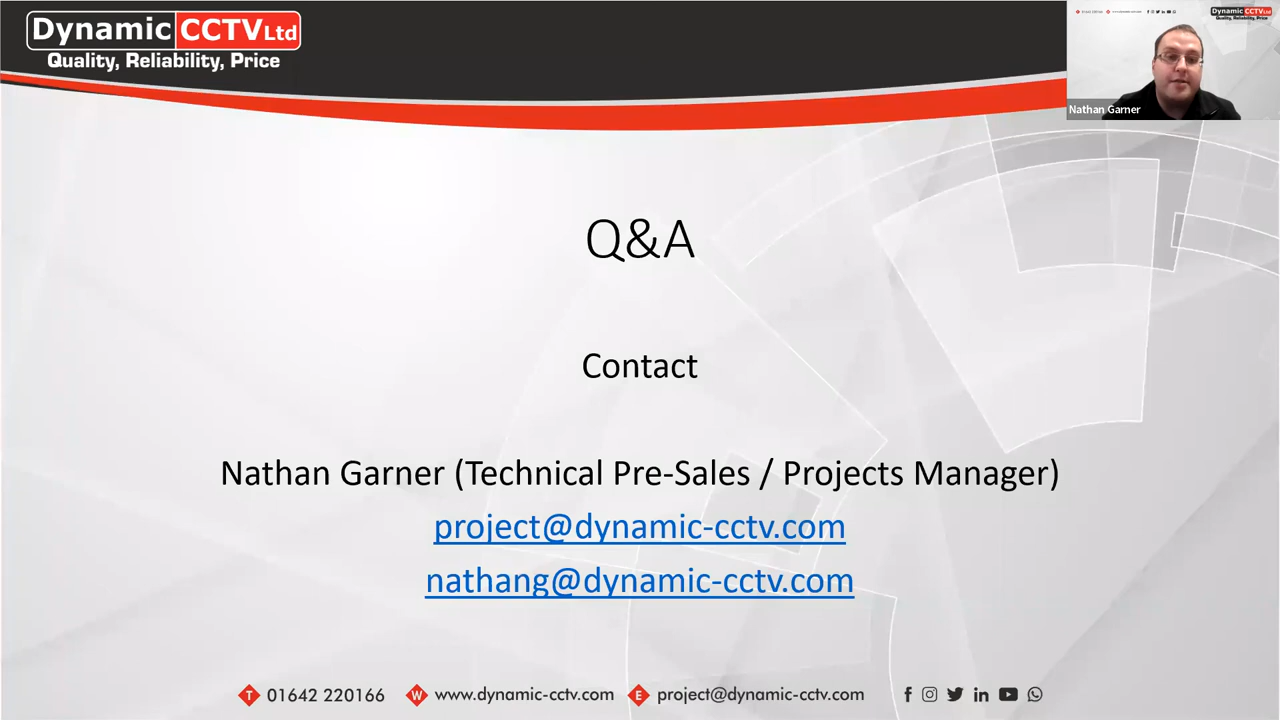 Dynamic CCTV Ltd
Quality, Reliability, Price
Nathan Garner
Q&A
Contact
Nathan Garner (Technical Pre-Sales / Projects Manager)
project@dynamic-cctv.com
nathang@dynamic-cctv.com
T 01642 220166 W www.dynamic-cctv.com E project@dynamic-cctv.com